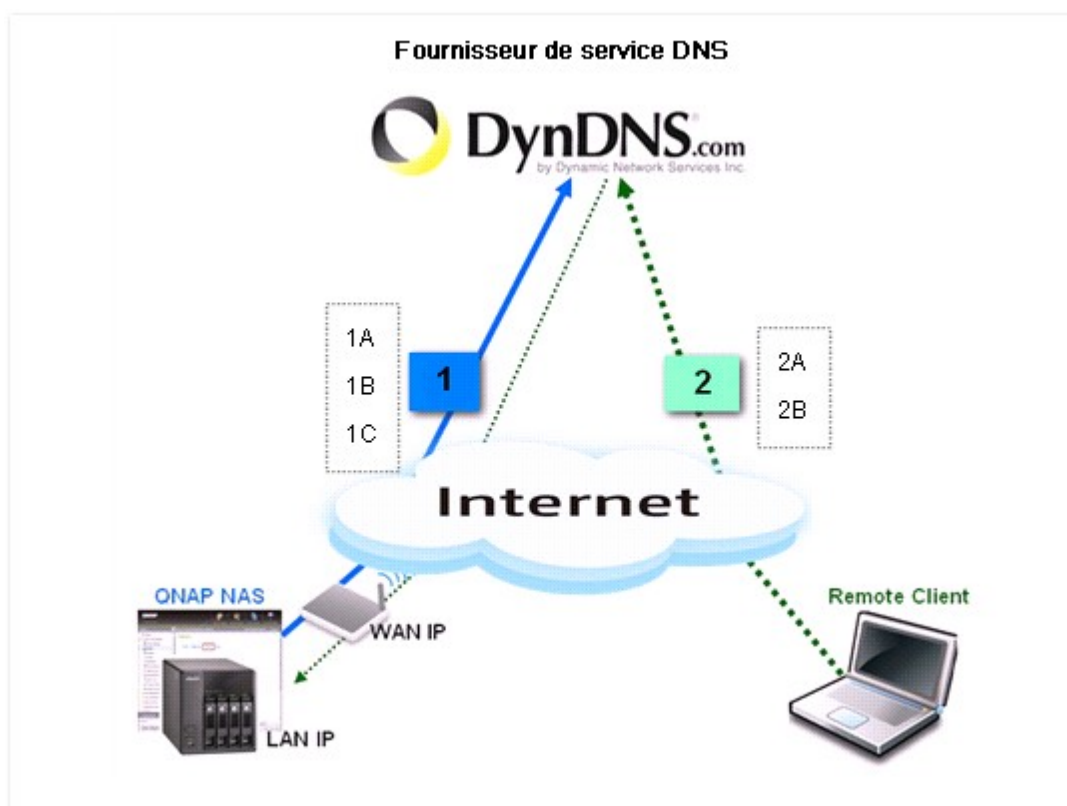 Fournisseur de service DNS
DynDNS.com
by Dynamic Network Services Inc.
1A
1B
1C
1
2
2A
2B
Internet
QNAP NAS
WAN IP
LAN IP
Remote Client